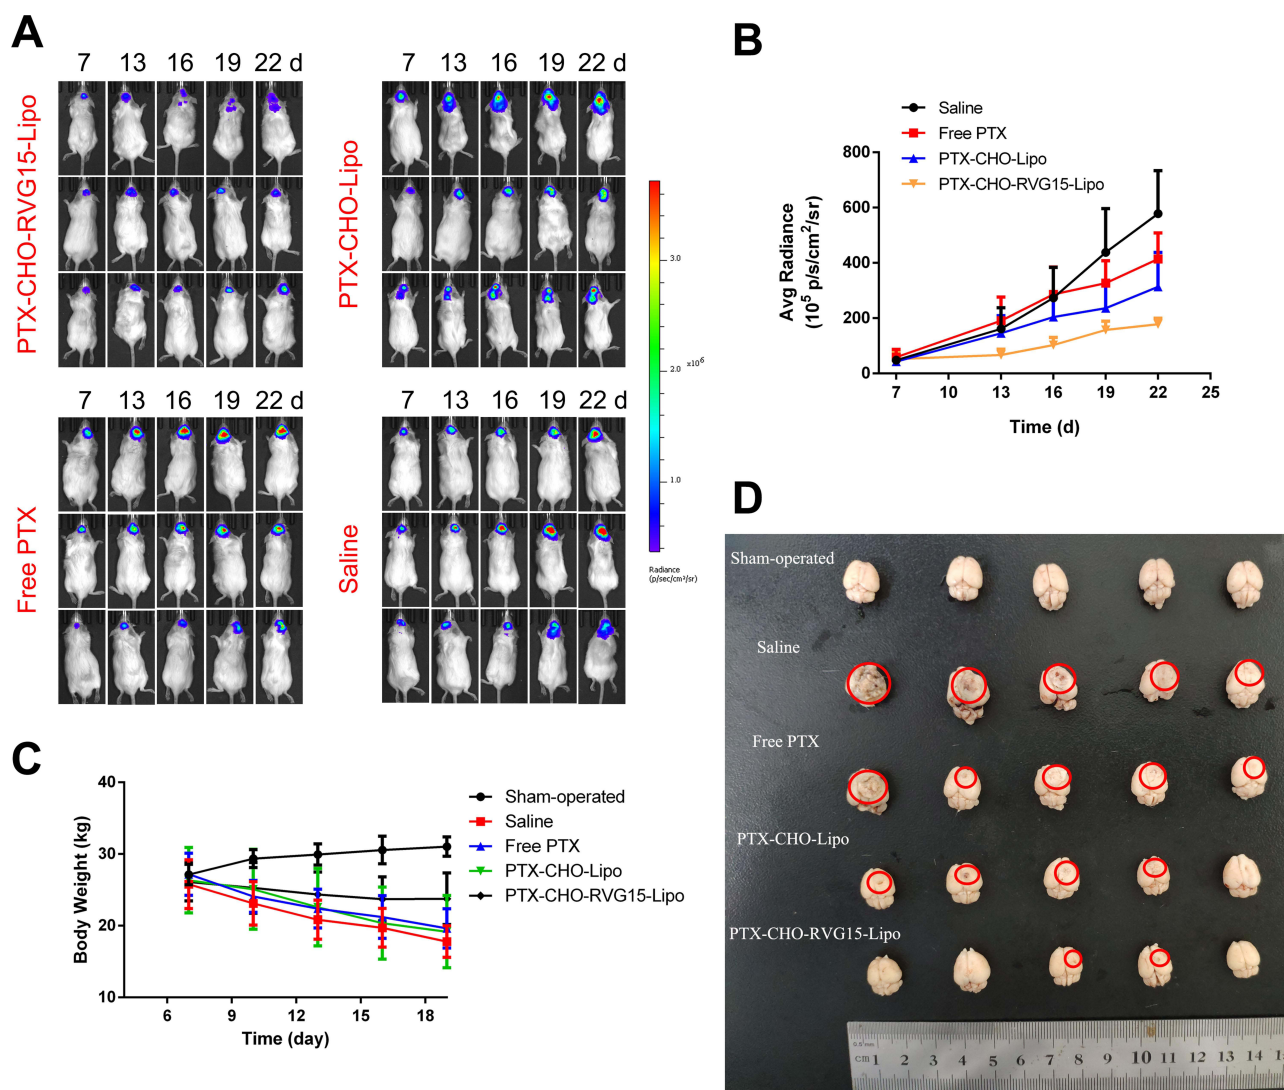 A
7 13 16 19 22 d
PTX-CHO-RVG15-Lipo
7 13 16 19 22 d
PTX-CHO-Lipo
7 13 16 19 22 d
Free PTX
7 13 16 19 22 d
Saline
3.0
x10⁶
2.0
1.0
Radiance
(p/sec/cm²/sr)
B
Saline
Free PTX
PTX-CHO-Lipo
PTX-CHO-RVG15-Lipo
Avg Radiance
(10⁵ p/s/cm²/sr)
800
600
400
200
0
7 10 13 16 19 22 25
Time (d)
C
Body Weight (kg)
40
30
20
10
6 9 12 15 18
Time (day)
Sham-operated
Saline
Free PTX
PTX-CHO-Lipo
PTX-CHO-RVG15-Lipo
D
Sham-operated
Saline
Free PTX
PTX-CHO-Lipo
PTX-CHO-RVG15-Lipo
0.5 mm
cm 1 2 3 4 5 6 7 8 9 10 11 12 13 14